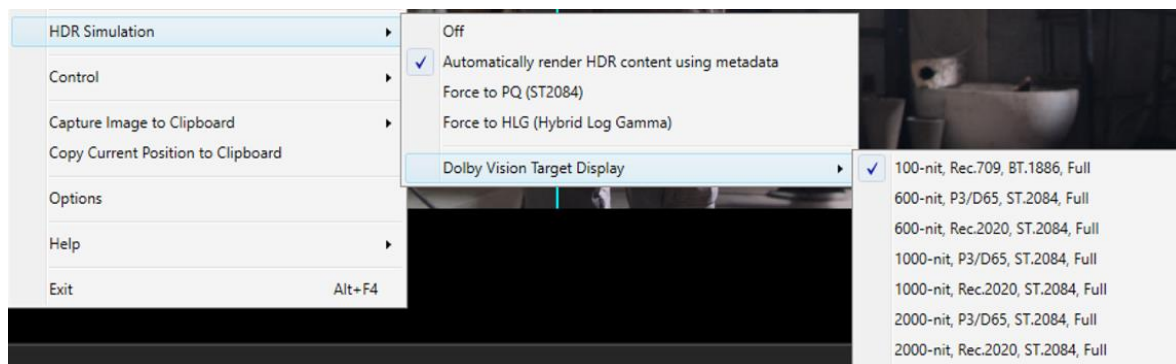 HDR Simulation
Control
Capture Image to Clipboard
Copy Current Position to Clipboard
Options
Help
Exit Alt+F4
Off
Automatically render HDR content using metadata
Force to PQ (ST2084)
Force to HLG (Hybrid Log Gamma)
Dolby Vision Target Display
100-nit, Rec.709, BT.1886, Full
600-nit, P3/D65, ST.2084, Full
600-nit, Rec.2020, ST.2084, Full
1000-nit, P3/D65, ST.2084, Full
1000-nit, Rec.2020, ST.2084, Full
2000-nit, P3/D65, ST.2084, Full
2000-nit, Rec.2020, ST.2084, Full